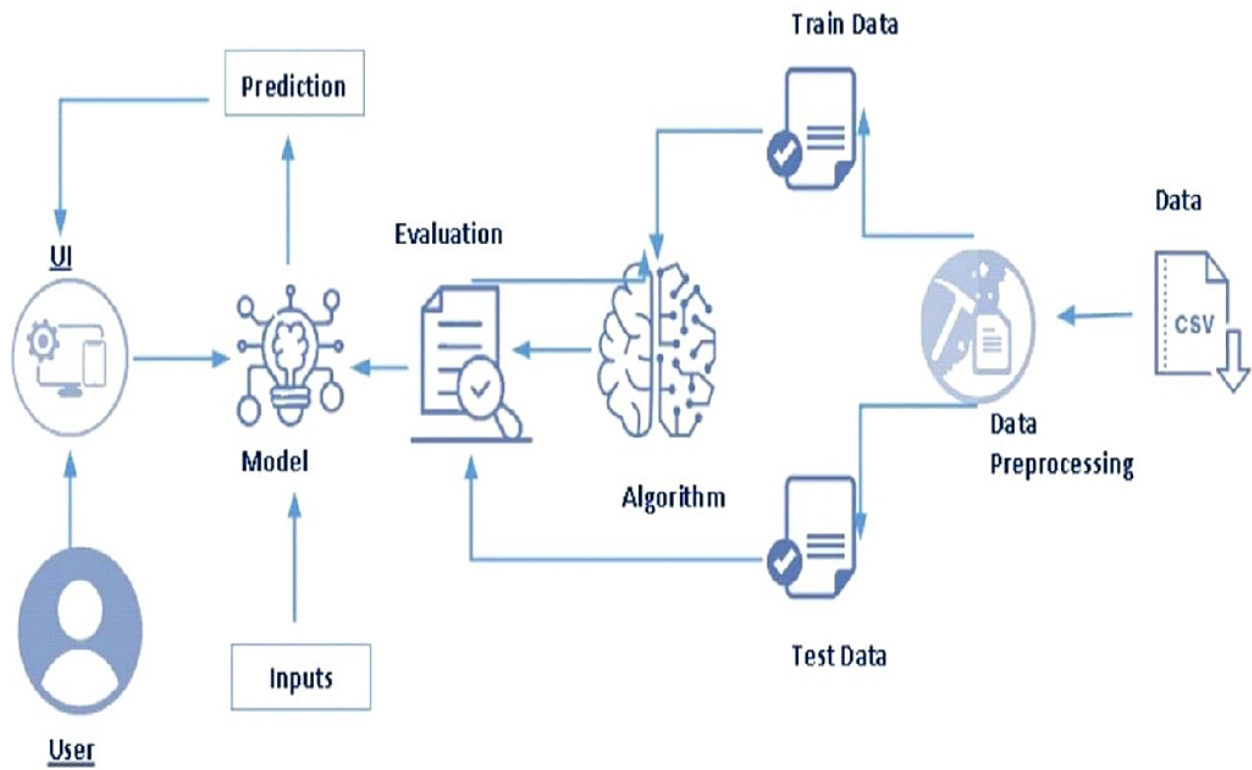 Train Data
Prediction
Data
Evaluation
UI
CSV
Data
Preprocessing
Model
Algorithm
Test Data
Inputs
User